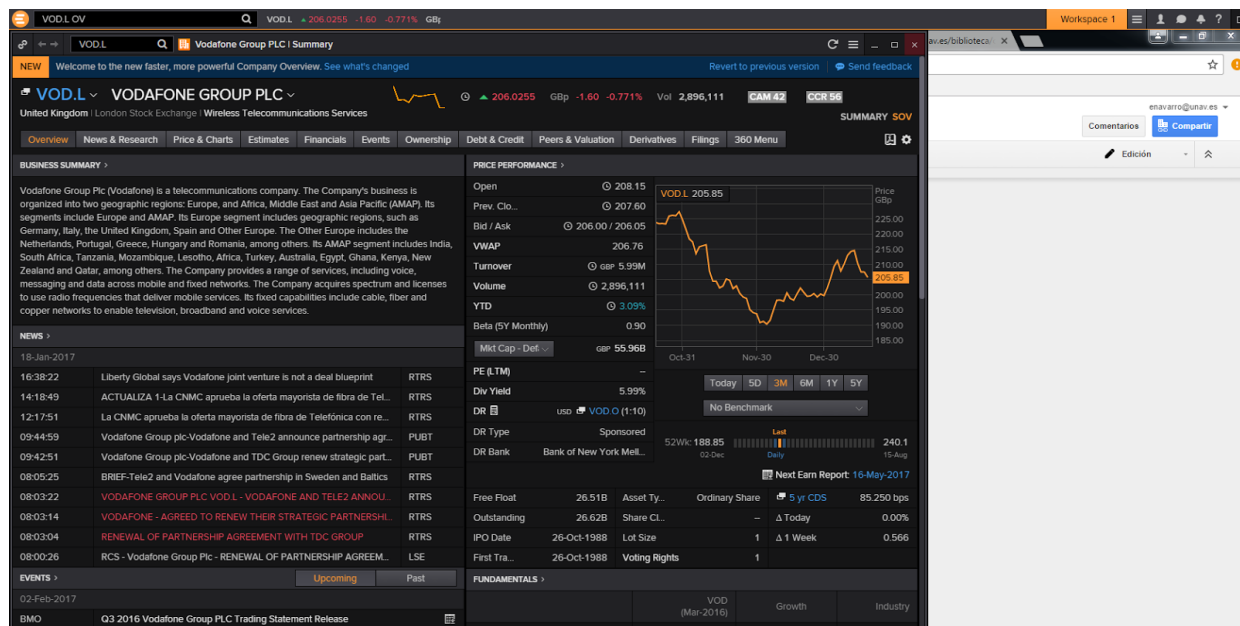 VOD.L OV
VOD.L 206.0255 -1.60 -0.771% GBp
Workspace 1
?
VOD.L
Vodafone Group PLC | Summary
av.es/biblioteca/
NEW Welcome to the new faster, more powerful Company Overview. See what's changed
Revert to previous version Send feedback
VOD.L VODAFONE GROUP PLC
206.0255 GBp -1.60 -0.771% Vol 2,896,111 CAM 42 CCR 56
United Kingdom | London Stock Exchange | Wireless Telecommunications Services
SUMMARY SOV
enavarro@unav.es
Comentarios Compartir
Edición
Overview News & Research Price & Charts Estimates Financials Events Ownership Debt & Credit Peers & Valuation Derivatives Filings 360 Menu
BUSINESS SUMMARY >
Vodafone Group Plc (Vodafone) is a telecommunications company. The Company's business is
organized into two geographic regions: Europe, and Africa, Middle East and Asia Pacific (AMAP). Its
segments include Europe and AMAP. Its Europe segment includes geographic regions, such as
Germany, Italy, the United Kingdom, Spain and Other Europe. The Other Europe includes the
Netherlands, Portugal, Greece, Hungary and Romania, among others. Its AMAP segment includes India,
South Africa, Tanzania, Mozambique, Lesotho, Africa, Turkey, Australia, Egypt, Ghana, Kenya, New
Zealand and Qatar, among others. The Company provides a range of services, including voice,
messaging and data across mobile and fixed networks. The Company acquires spectrum and licenses
to use radio frequencies that deliver mobile services. Its fixed capabilities include cable, fiber and
copper networks to enable television, broadband and voice services.
NEWS >
18-Jan-2017
16:38:22 Liberty Global says Vodafone joint venture is not a deal blueprint RTRS
14:18:49 ACTUALIZA 1-La CNMC aprueba la oferta mayorista de fibra de Tel... RTRS
12:17:51 La CNMC aprueba la oferta mayorista de fibra de Telefónica con re... RTRS
09:44:59 Vodafone Group plc-Vodafone and Tele2 announce partnership agr... PUBT
09:42:51 Vodafone Group plc-Vodafone and TDC Group renew strategic part... PUBT
08:05:25 BRIEF-Tele2 and Vodafone agree partnership in Sweden and Baltics RTRS
08:03:22 VODAFONE GROUP PLC VOD.L - VODAFONE AND TELE2 ANNOU... RTRS
08:03:14 VODAFONE - AGREED TO RENEW THEIR STRATEGIC PARTNERSHI... RTRS
08:03:04 RENEWAL OF PARTNERSHIP AGREEMENT WITH TDC GROUP RTRS
08:00:26 RCS - Vodafone Group Plc - RENEWAL OF PARTNERSHIP AGREEM... LSE
EVENTS > Upcoming Past
02-Feb-2017
BMO Q3 2016 Vodafone Group PLC Trading Statement Release
PRICE PERFORMANCE >
Open 208.15
Prev. Clo... 207.60
Bid / Ask 206.00 / 206.05
VWAP 206.76
Turnover GBP 5.99M
Volume 2,896,111
YTD 3.09%
Beta (5Y Monthly) 0.90
Mkt Cap - Def GBP 55.96B
PE (LTM) --
Div Yield 5.99%
DR USD VOD.O (1:10)
DR Type Sponsored
DR Bank Bank of New York Mell...
VOD.L 205.85
Price
GBp
225.00
220.00
215.00
210.00
205.85
200.00
195.00
190.00
185.00
Oct-31 Nov-30 Dec-30
Today 5D 3M 6M 1Y 5Y
No Benchmark
Last
52Wk: 188.85 240.1
02-Dec Daily 15-Aug
Next Earn Report: 16-May-2017
Free Float 26.51B Asset Ty... Ordinary Share 5 yr CDS 85.250 bps
Outstanding 26.62B Share Cl... -- Δ Today 0.00%
IPO Date 26-Oct-1988 Lot Size 1 Δ 1 Week 0.566
First Tra... 26-Oct-1988 Voting Rights 1
FUNDAMENTALS >
VOD
(Mar-2016) Growth Industry